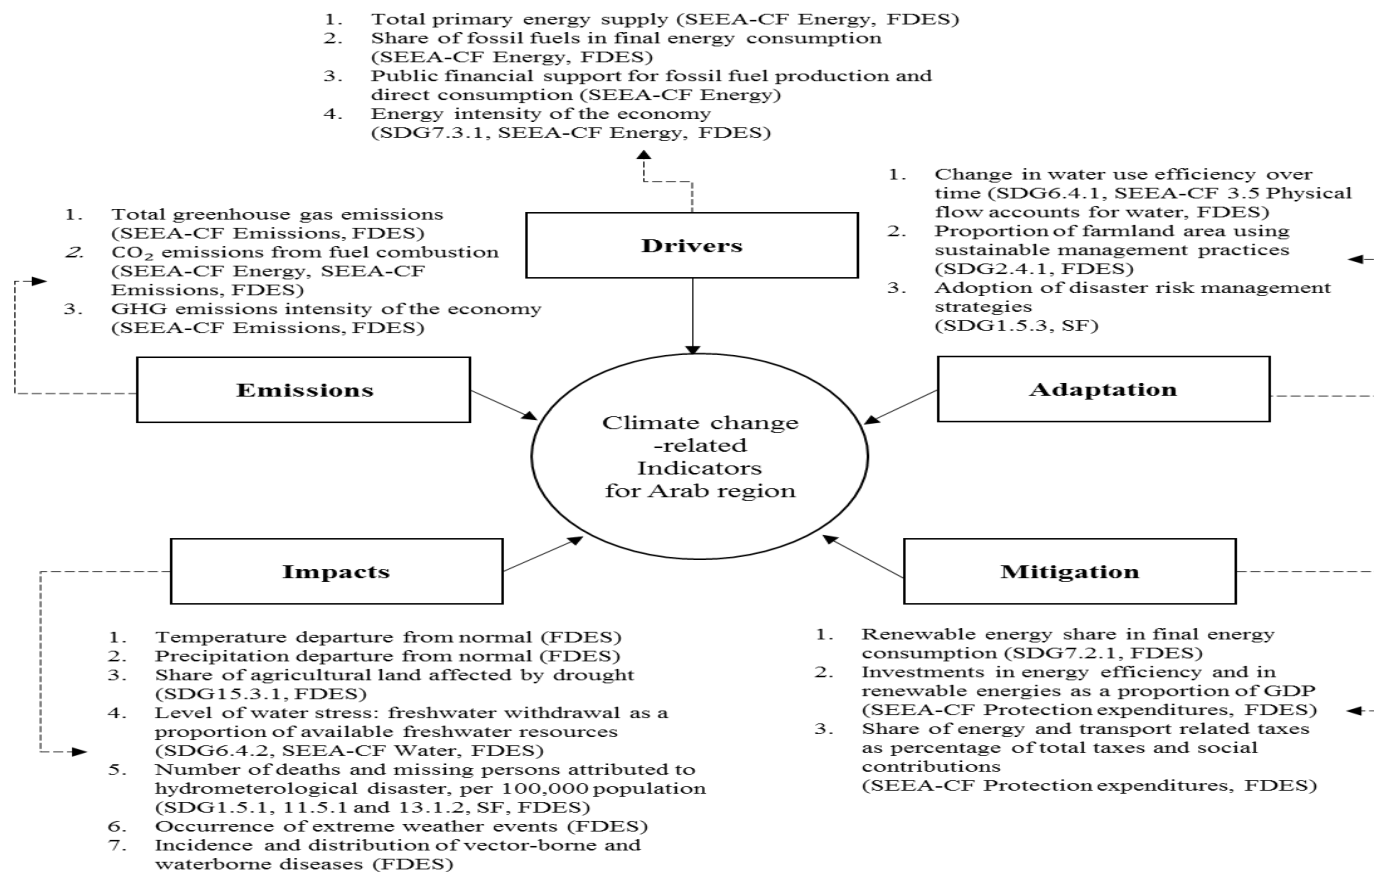 1. Total primary energy supply (SEEA-CF Energy, FDES)
2. Share of fossil fuels in final energy consumption
(SEEA-CF Energy, FDES)
3. Public financial support for fossil fuel production and
direct consumption (SEEA-CF Energy)
4. Energy intensity of the economy
(SDG7.3.1, SEEA-CF Energy, FDES)
Drivers
1. Total greenhouse gas emissions
(SEEA-CF Emissions, FDES)
2. CO₂ emissions from fuel combustion
(SEEA-CF Energy, SEEA-CF
Emissions, FDES)
3. GHG emissions intensity of the economy
(SEEA-CF Emissions, FDES)
Emissions
1. Change in water use efficiency over
time (SDG6.4.1, SEEA-CF 3.5 Physical
flow accounts for water, FDES)
2. Proportion of farmland area using
sustainable management practices
(SDG2.4.1, FDES)
3. Adoption of disaster risk management
strategies
(SDG1.5.3, SF)
Adaptation
Climate change
-related
Indicators
for Arab region
Impacts
1. Temperature departure from normal (FDES)
2. Precipitation departure from normal (FDES)
3. Share of agricultural land affected by drought
(SDG15.3.1, FDES)
4. Level of water stress: freshwater withdrawal as a
proportion of available freshwater resources
(SDG6.4.2, SEEA-CF Water, FDES)
5. Number of deaths and missing persons attributed to
hydrometerological disaster, per 100,000 population
(SDG1.5.1, 11.5.1 and 13.1.2, SF, FDES)
6. Occurrence of extreme weather events (FDES)
7. Incidence and distribution of vector-borne and
waterborne diseases (FDES)
Mitigation
1. Renewable energy share in final energy
consumption (SDG7.2.1, FDES)
2. Investments in energy efficiency and in
renewable energies as a proportion of GDP
(SEEA-CF Protection expenditures, FDES)
3. Share of energy and transport related taxes
as percentage of total taxes and social
contributions
(SEEA-CF Protection expenditures, FDES)